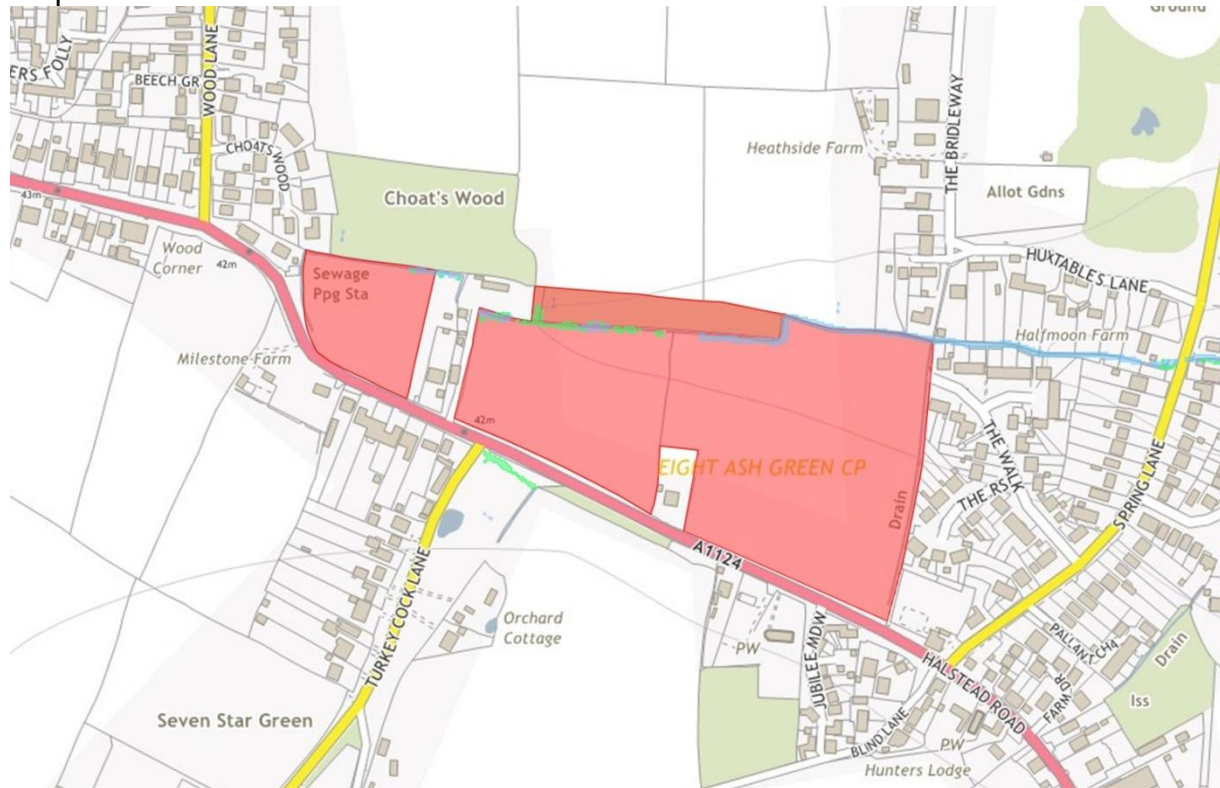 Ground
ERS FOLLY
BEECH GR
WOOD LANE
CHOATS WOOD
Choat's Wood
Heathside Farm
THE BRIDLEWAY
Allot Gdns
43m
Wood
Corner
42m
Sewage
Ppg Sta
HUXTABLES LANE
Halfmoon Farm
Milestone Farm
42m
EIGHT ASH GREEN CP
THE WALK
THE RS
SPRING LANE
Drain
A1124
TURKEY COCK LANE
Orchard
Cottage
PW
JUBILEE MDW
HALSTEAD ROAD
PALLANT CH4
Drain
FARM DR
Iss
Seven Star Green
BLIND LANE
PW
Hunters Lodge